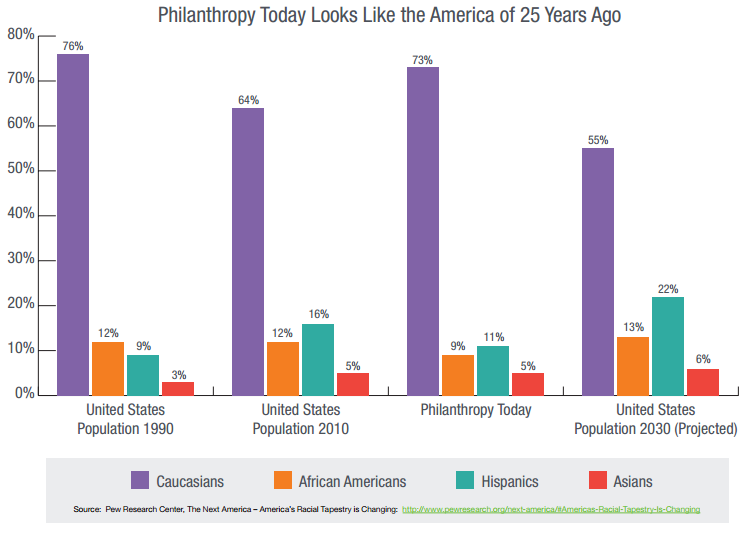 Philanthropy Today Looks Like the America of 25 Years Ago
80%
70%
60%
50%
40%
30%
20%
10%
0%
76%
12%
9%
3%
64%
12%
16%
5%
73%
9%
11%
5%
55%
13%
22%
6%
United States
Population 1990
United States
Population 2010
Philanthropy Today
United States
Population 2030 (Projected)
Caucasians
African Americans
Hispanics
Asians
Source: Pew Research Center, The Next America – America's Racial Tapestry is Changing: http://www.pewresearch.org/next-america/#Americas-Racial-Tapestry-Is-Changing